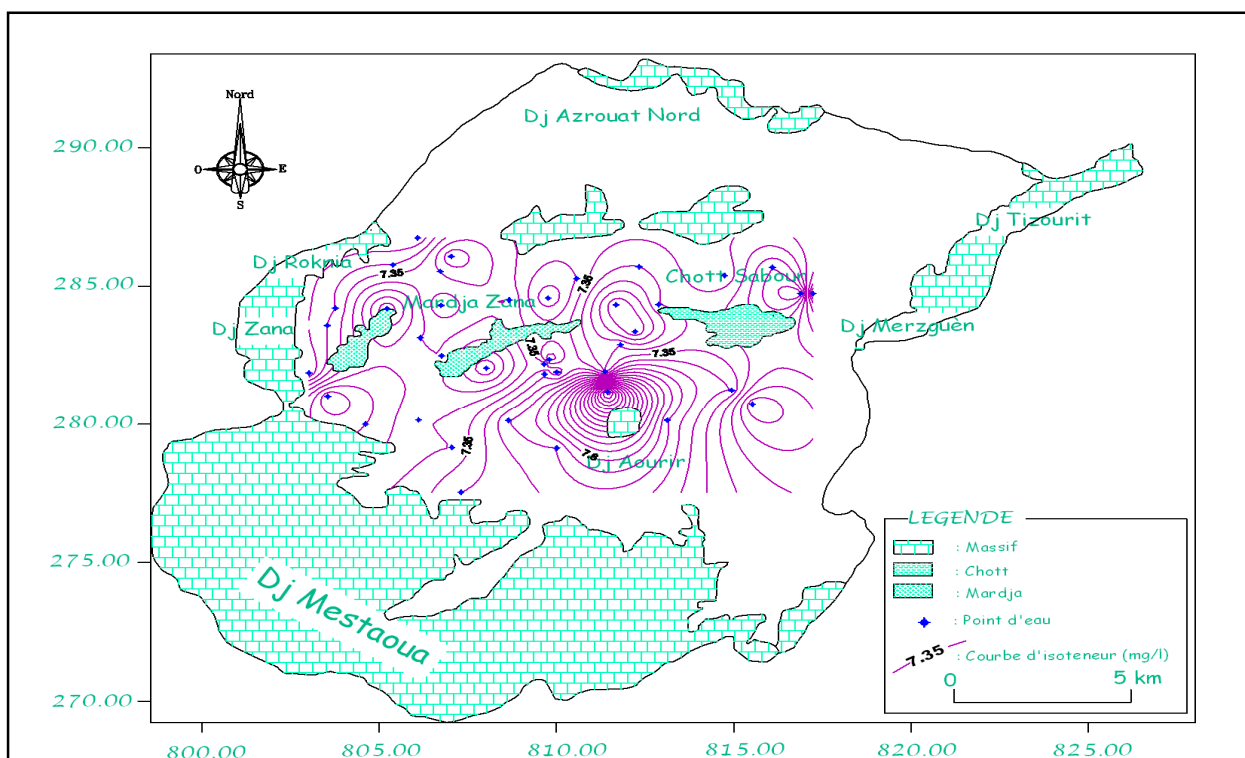 Nord
O E
S
290.00
285.00
280.00
275.00
270.00
800.00 805.00 810.00 815.00 820.00 825.00
Dj Azrouat Nord
Dj Tizourit
Dj Roknia
Chott Sabour
Mardja Zana
Dj Zana
Dj Merzguèn
7.35
7.35
7.35
7.35
7.35
7.6
Dj Aourir
Dj Mestaoua
LEGENDE
: Massif
: Chott
: Mardja
: Point d'eau
7.35 : Courbe d'isoteneur (mg/l)
0 5 km